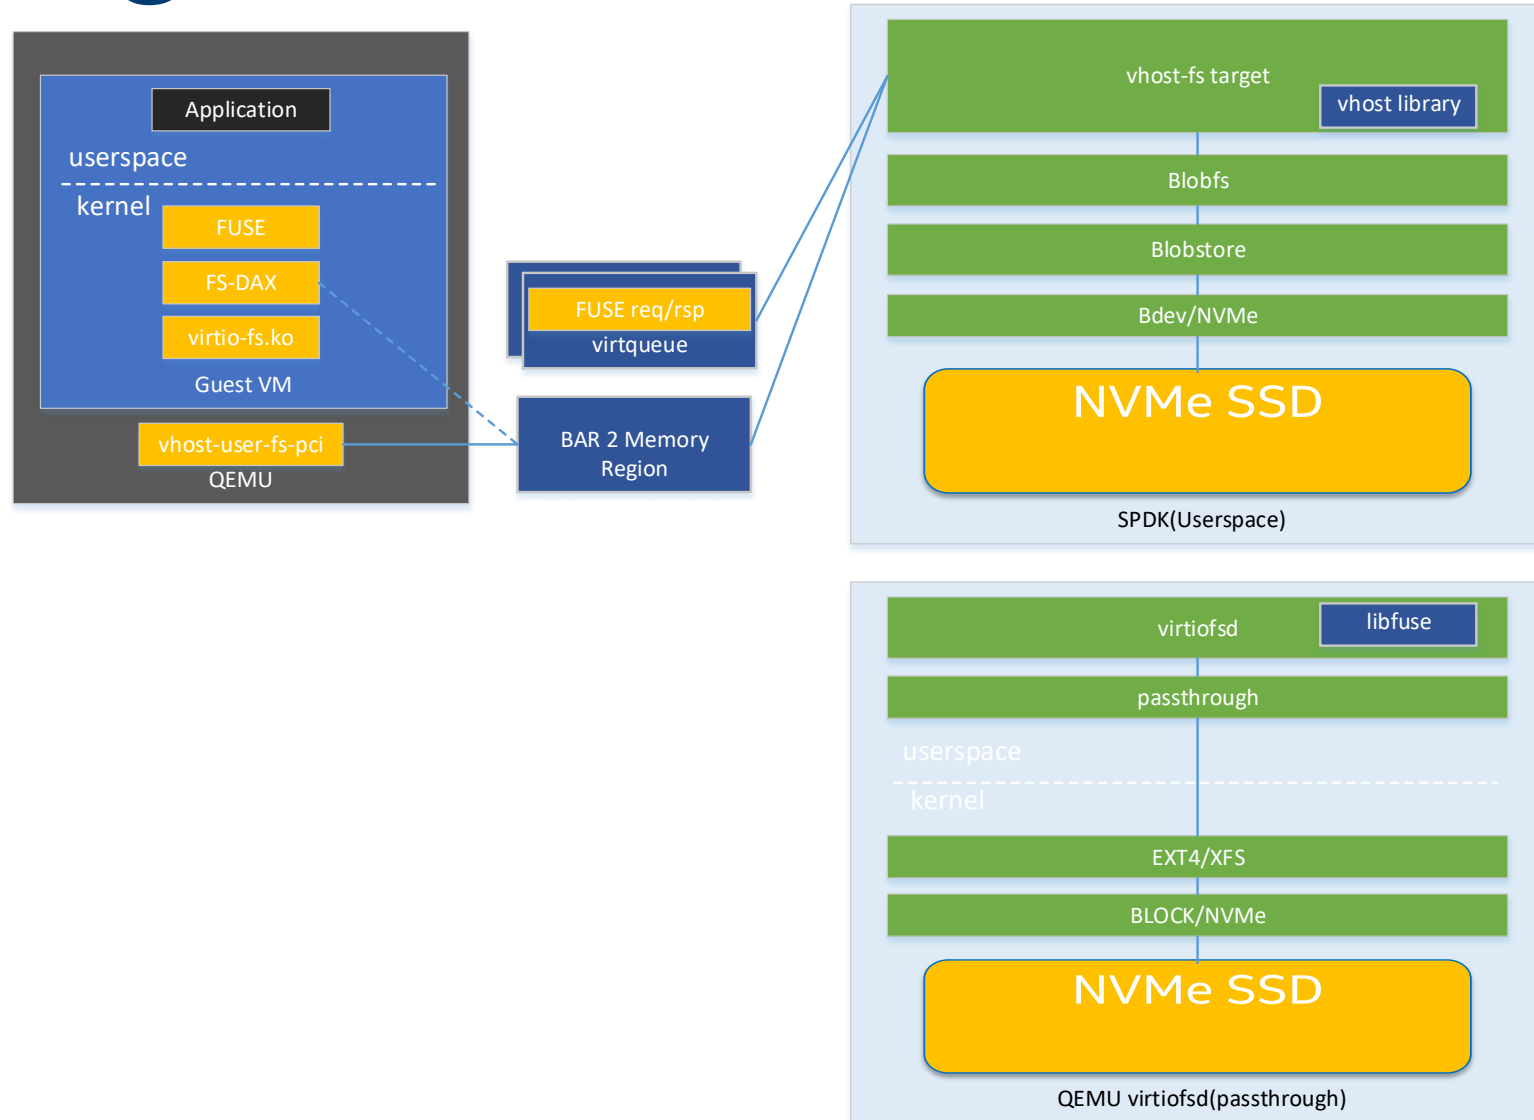 Application
userspace
kernel
FUSE
FS-DAX
virtio-fs.ko
Guest VM
vhost-user-fs-pci
QEMU
FUSE req/rsp
virtqueue
BAR 2 Memory
Region
vhost-fs target
vhost library
Blobfs
Blobstore
Bdev/NVMe
NVMe SSD
SPDK(Userspace)
virtiofsd
libfuse
passthrough
userspace
kernel
EXT4/XFS
BLOCK/NVMe
NVMe SSD
QEMU virtiofsd(passthrough)